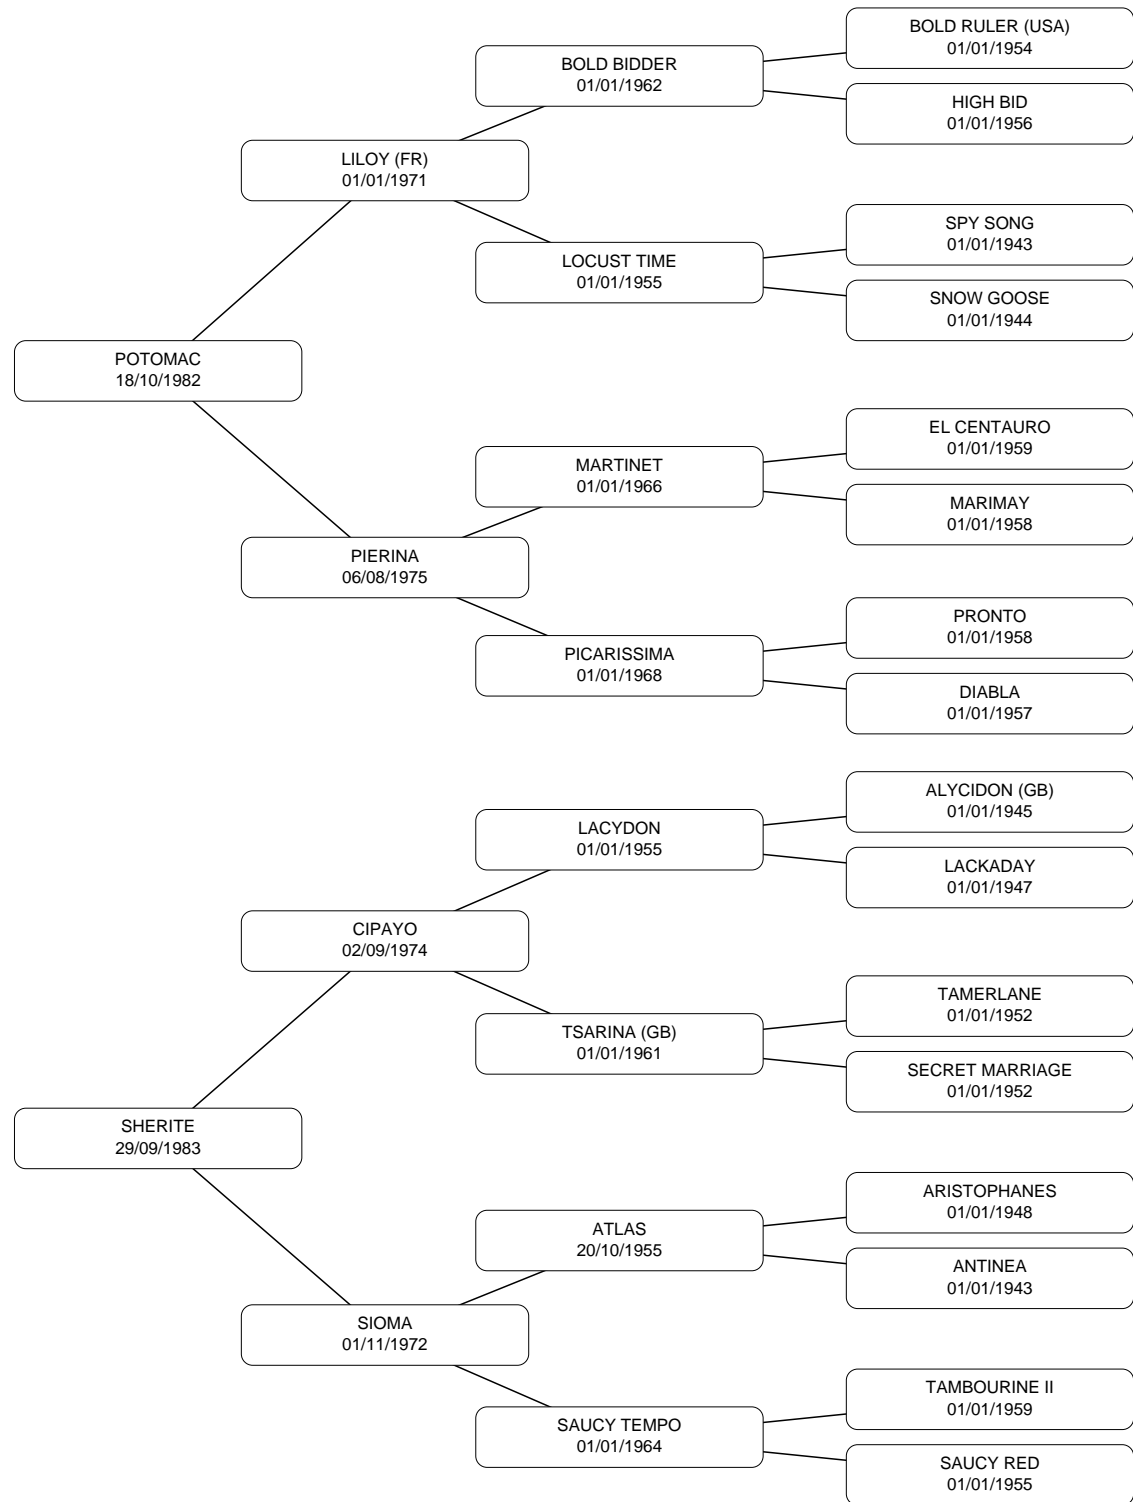 BOLD RULER (USA)
01/01/1954
BOLD BIDDER
01/01/1962
HIGH BID
01/01/1956
LILOY (FR)
01/01/1971
SPY SONG
01/01/1943
LOCUST TIME
01/01/1955
SNOW GOOSE
01/01/1944
POTOMAC
18/10/1982
EL CENTAURO
01/01/1959
MARTINET
01/01/1966
MARIMAY
01/01/1958
PIERINA
06/08/1975
PRONTO
01/01/1958
PICARISSIMA
01/01/1968
DIABLA
01/01/1957
ALYCIDON (GB)
01/01/1945
LACYDON
01/01/1955
LACKADAY
01/01/1947
CIPAYO
02/09/1974
TAMERLANE
01/01/1952
TSARINA (GB)
01/01/1961
SECRET MARRIAGE
01/01/1952
SHERITE
29/09/1983
ARISTOPHANES
01/01/1948
ATLAS
20/10/1955
ANTINEA
01/01/1943
SIOMA
01/11/1972
TAMBOURINE II
01/01/1959
SAUCY TEMPO
01/01/1964
SAUCY RED
01/01/1955